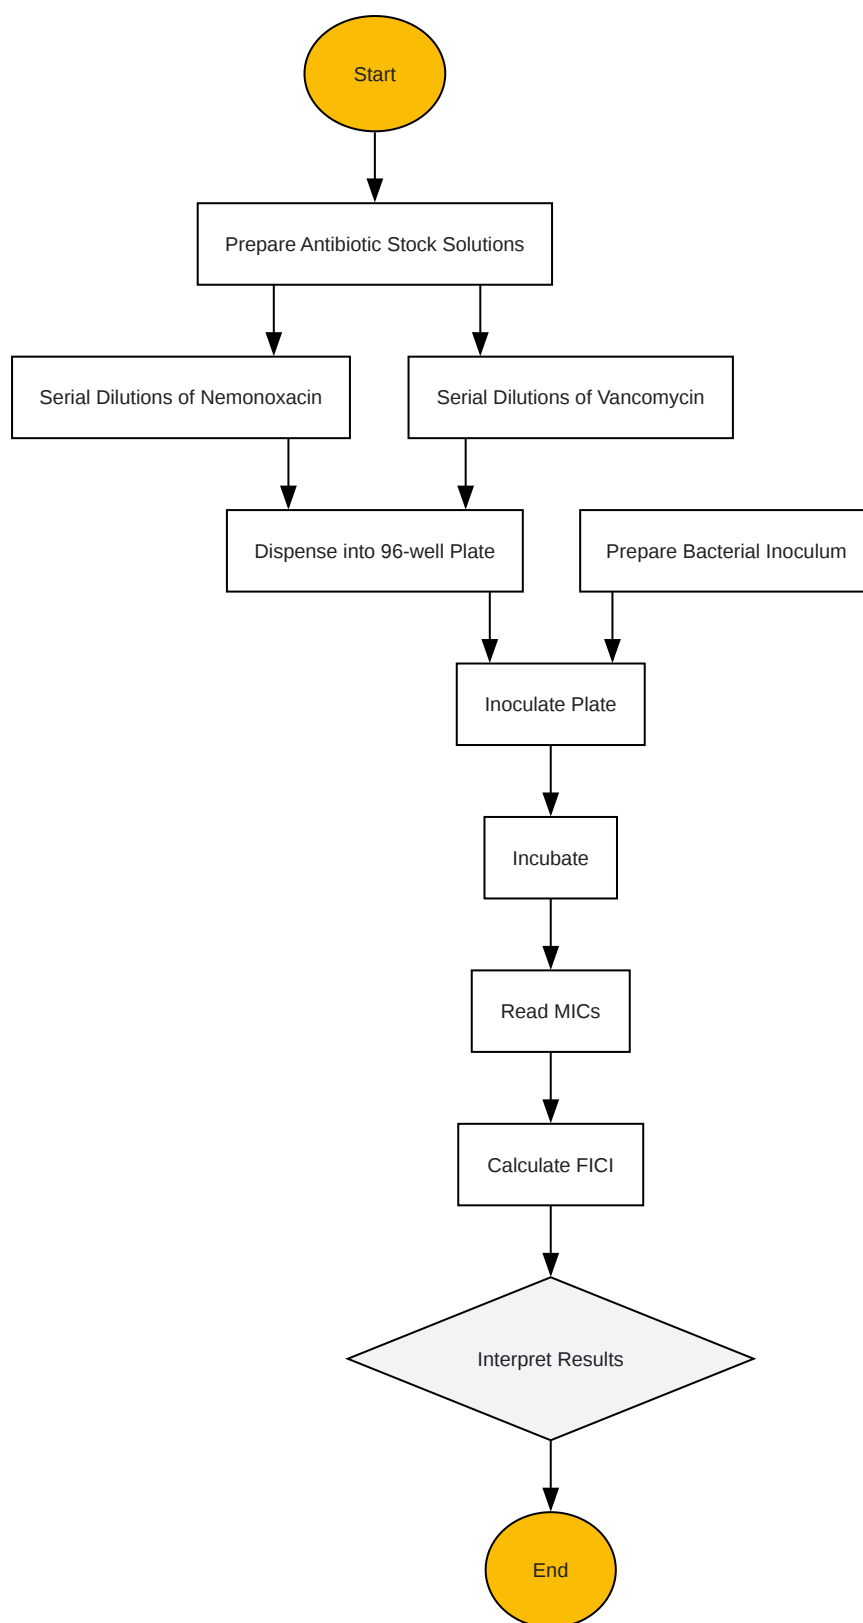 Start
Prepare Antibiotic Stock Solutions
Serial Dilutions of Nemonoxacin
Serial Dilutions of Vancomycin
Dispense into 96-well Plate
Prepare Bacterial Inoculum
Inoculate Plate
Incubate
Read MICs
Calculate FICI
Interpret Results
End